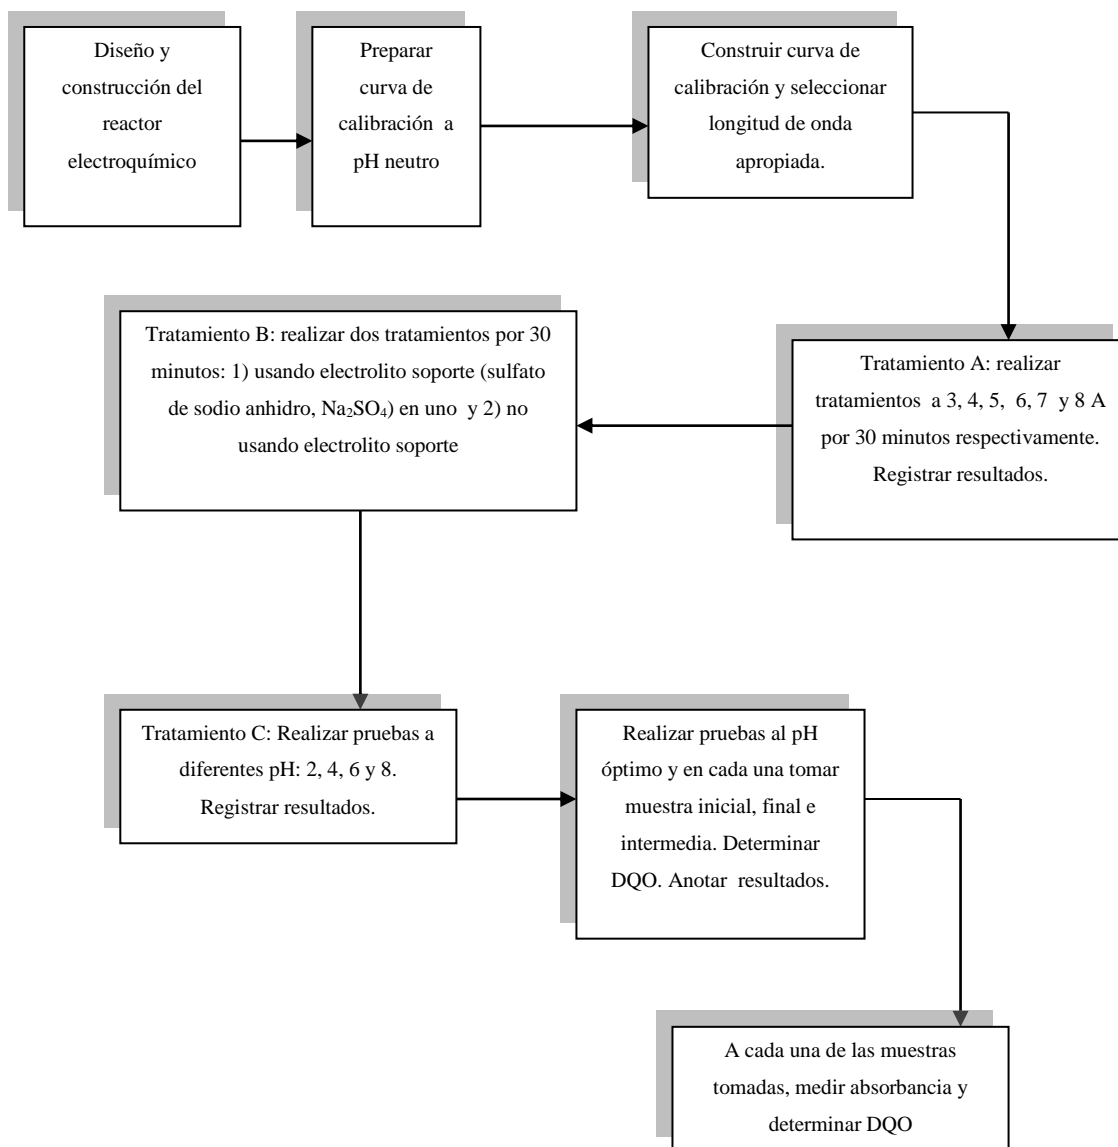 Diseño y
construcción del
reactor
electroquímico
Preparar
curva de
calibración a
pH neutro
Construir curva de
calibración y seleccionar
longitud de onda
apropiada.
Tratamiento A: realizar
tratamientos a 3, 4, 5, 6, 7 y 8 A
por 30 minutos respectivamente.
Registrar resultados.
Tratamiento B: realizar dos tratamientos por 30
minutos: 1) usando electrolito soporte (sulfato
de sodio anhidro, Na₂SO₄) en uno y 2) no
usando electrolito soporte
Tratamiento C: Realizar pruebas a
diferentes pH: 2, 4, 6 y 8.
Registrar resultados.
Realizar pruebas al pH
óptimo y en cada una tomar
muestra inicial, final e
intermedia. Determinar
DQO. Anotar resultados.
A cada una de las muestras
tomadas, medir absorbancia y
determinar DQO